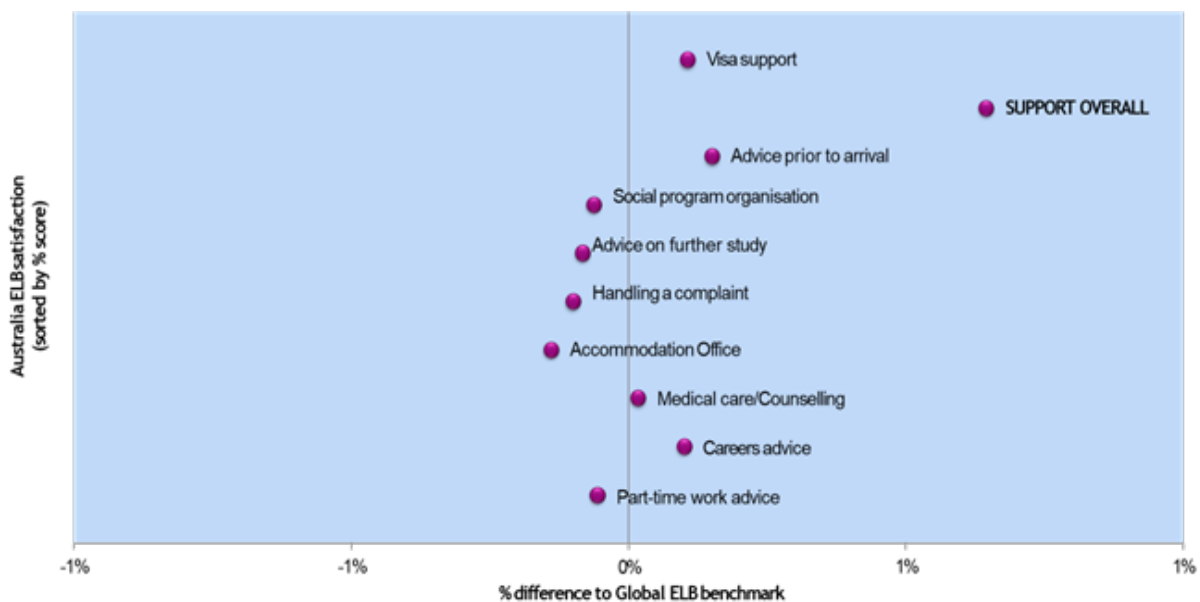 Visa support
SUPPORT OVERALL
Advice prior to arrival
Social program organisation
Advice on further study
Handling a complaint
Accommodation Office
Medical care/Counselling
Careers advice
Part-time work advice
Australia ELB satisfaction
(sorted by % score)
-1% -1% 0% 1% 1%
% difference to Global ELB benchmark